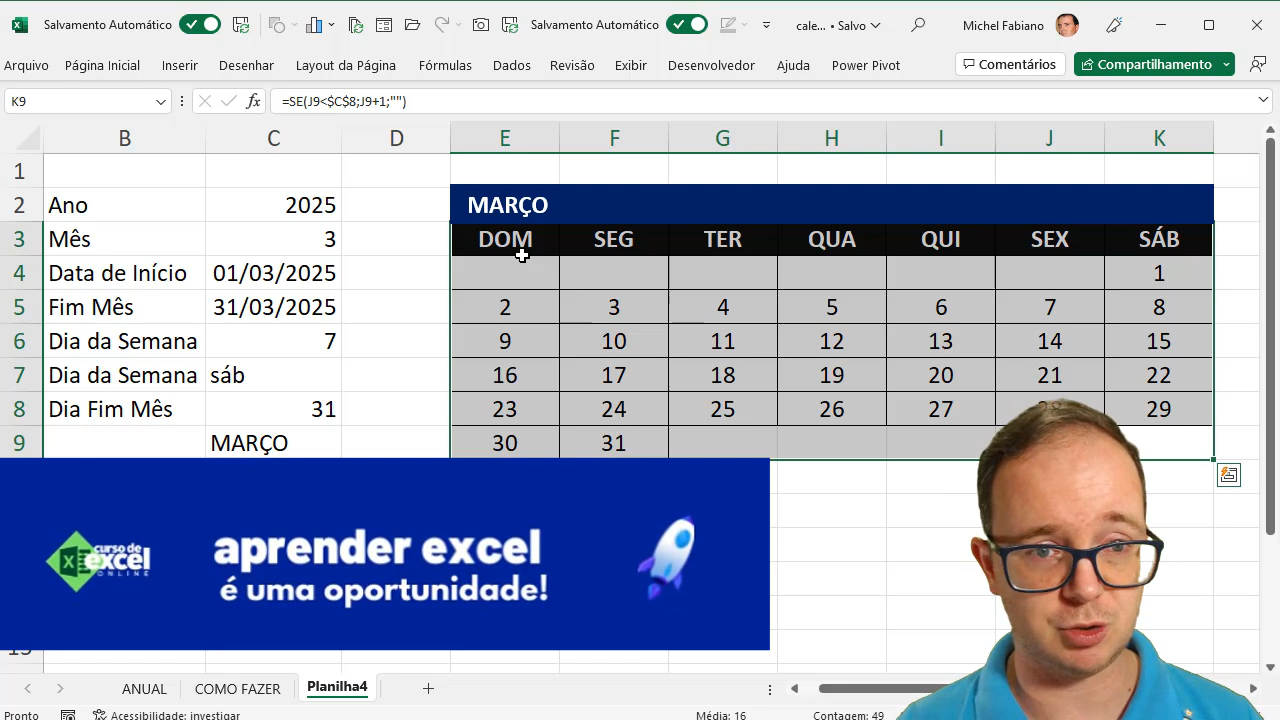 Salvamento Automático
Salvamento Automático
cale... • Salvo
Michel Fabiano
Arquivo Página Inicial Inserir Desenhar Layout da Página Fórmulas Dados Revisão Exibir Desenvolvedor Ajuda Power Pivot
Comentários
Compartilhamento
K9
fx
=SE(J9<$C$8;J9+1;"")
B C D E F G H I J K
1
2 Ano 2025 MARÇO
3 Mês 3 DOM SEG TER QUA QUI SEX SÁB
4 Data de Início 01/03/2025 1
5 Fim Mês 31/03/2025 2 3 4 5 6 7 8
6 Dia da Semana 7 9 10 11 12 13 14 15
7 Dia da Semana sáb 16 17 18 19 20 21 22
8 Dia Fim Mês 31 23 24 25 26 27 28 29
9 MARÇO 30 31
curso de
excel
ONLINE
aprender excel
é uma oportunidade!
ANUAL COMO FAZER Planilha4
Pronto
Acessibilidade: investigar
Média: 16
Contagem: 49